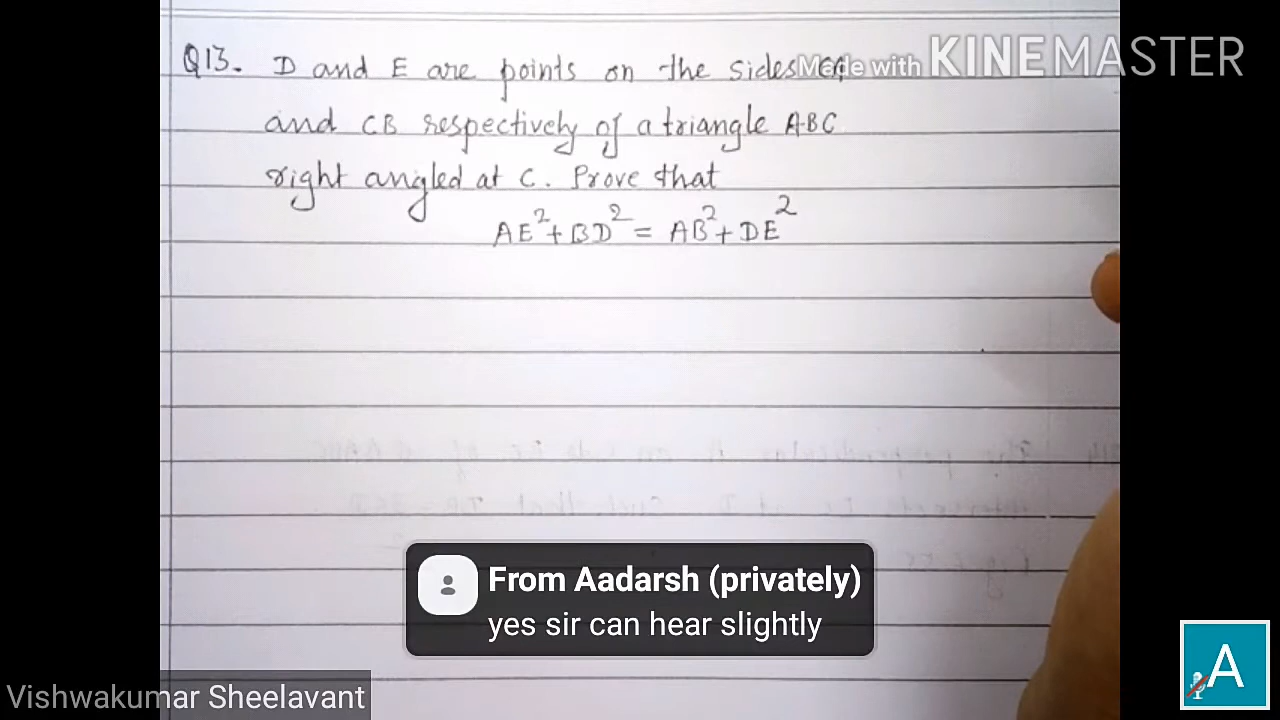 Made with KINEMASTER
Q13. D and E are points on the sides CA
and CB respectively of a triangle ABC
right angled at C. Prove that
AE² + BD² = AB² + DE²
From Aadarsh (privately)
yes sir can hear slightly
Vishwakumar Sheelavant
A